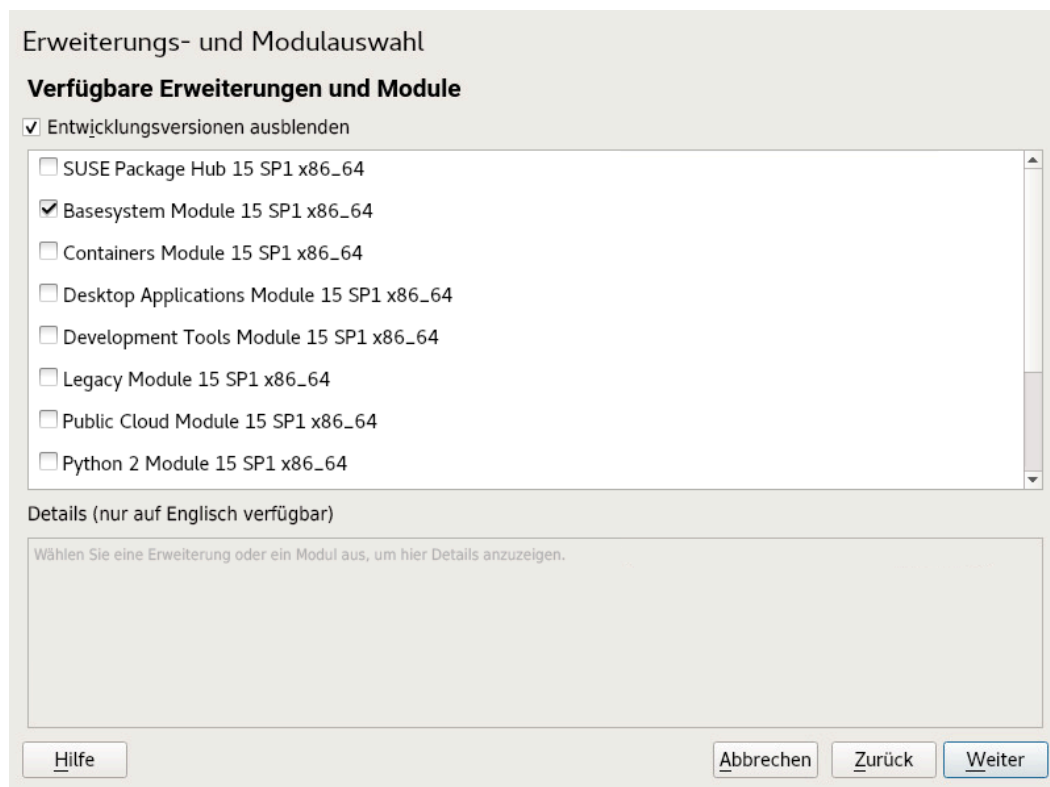 Erweiterungs- und Modulauswahl
Verfügbare Erweiterungen und Module
Entwicklungsversionen ausblenden
SUSE Package Hub 15 SP1 x86_64
Basesystem Module 15 SP1 x86_64
Containers Module 15 SP1 x86_64
Desktop Applications Module 15 SP1 x86_64
Development Tools Module 15 SP1 x86_64
Legacy Module 15 SP1 x86_64
Public Cloud Module 15 SP1 x86_64
Python 2 Module 15 SP1 x86_64
Details (nur auf Englisch verfügbar)
Wählen Sie eine Erweiterung oder ein Modul aus, um hier Details anzuzeigen.
Hilfe Abbrechen Zurück Weiter